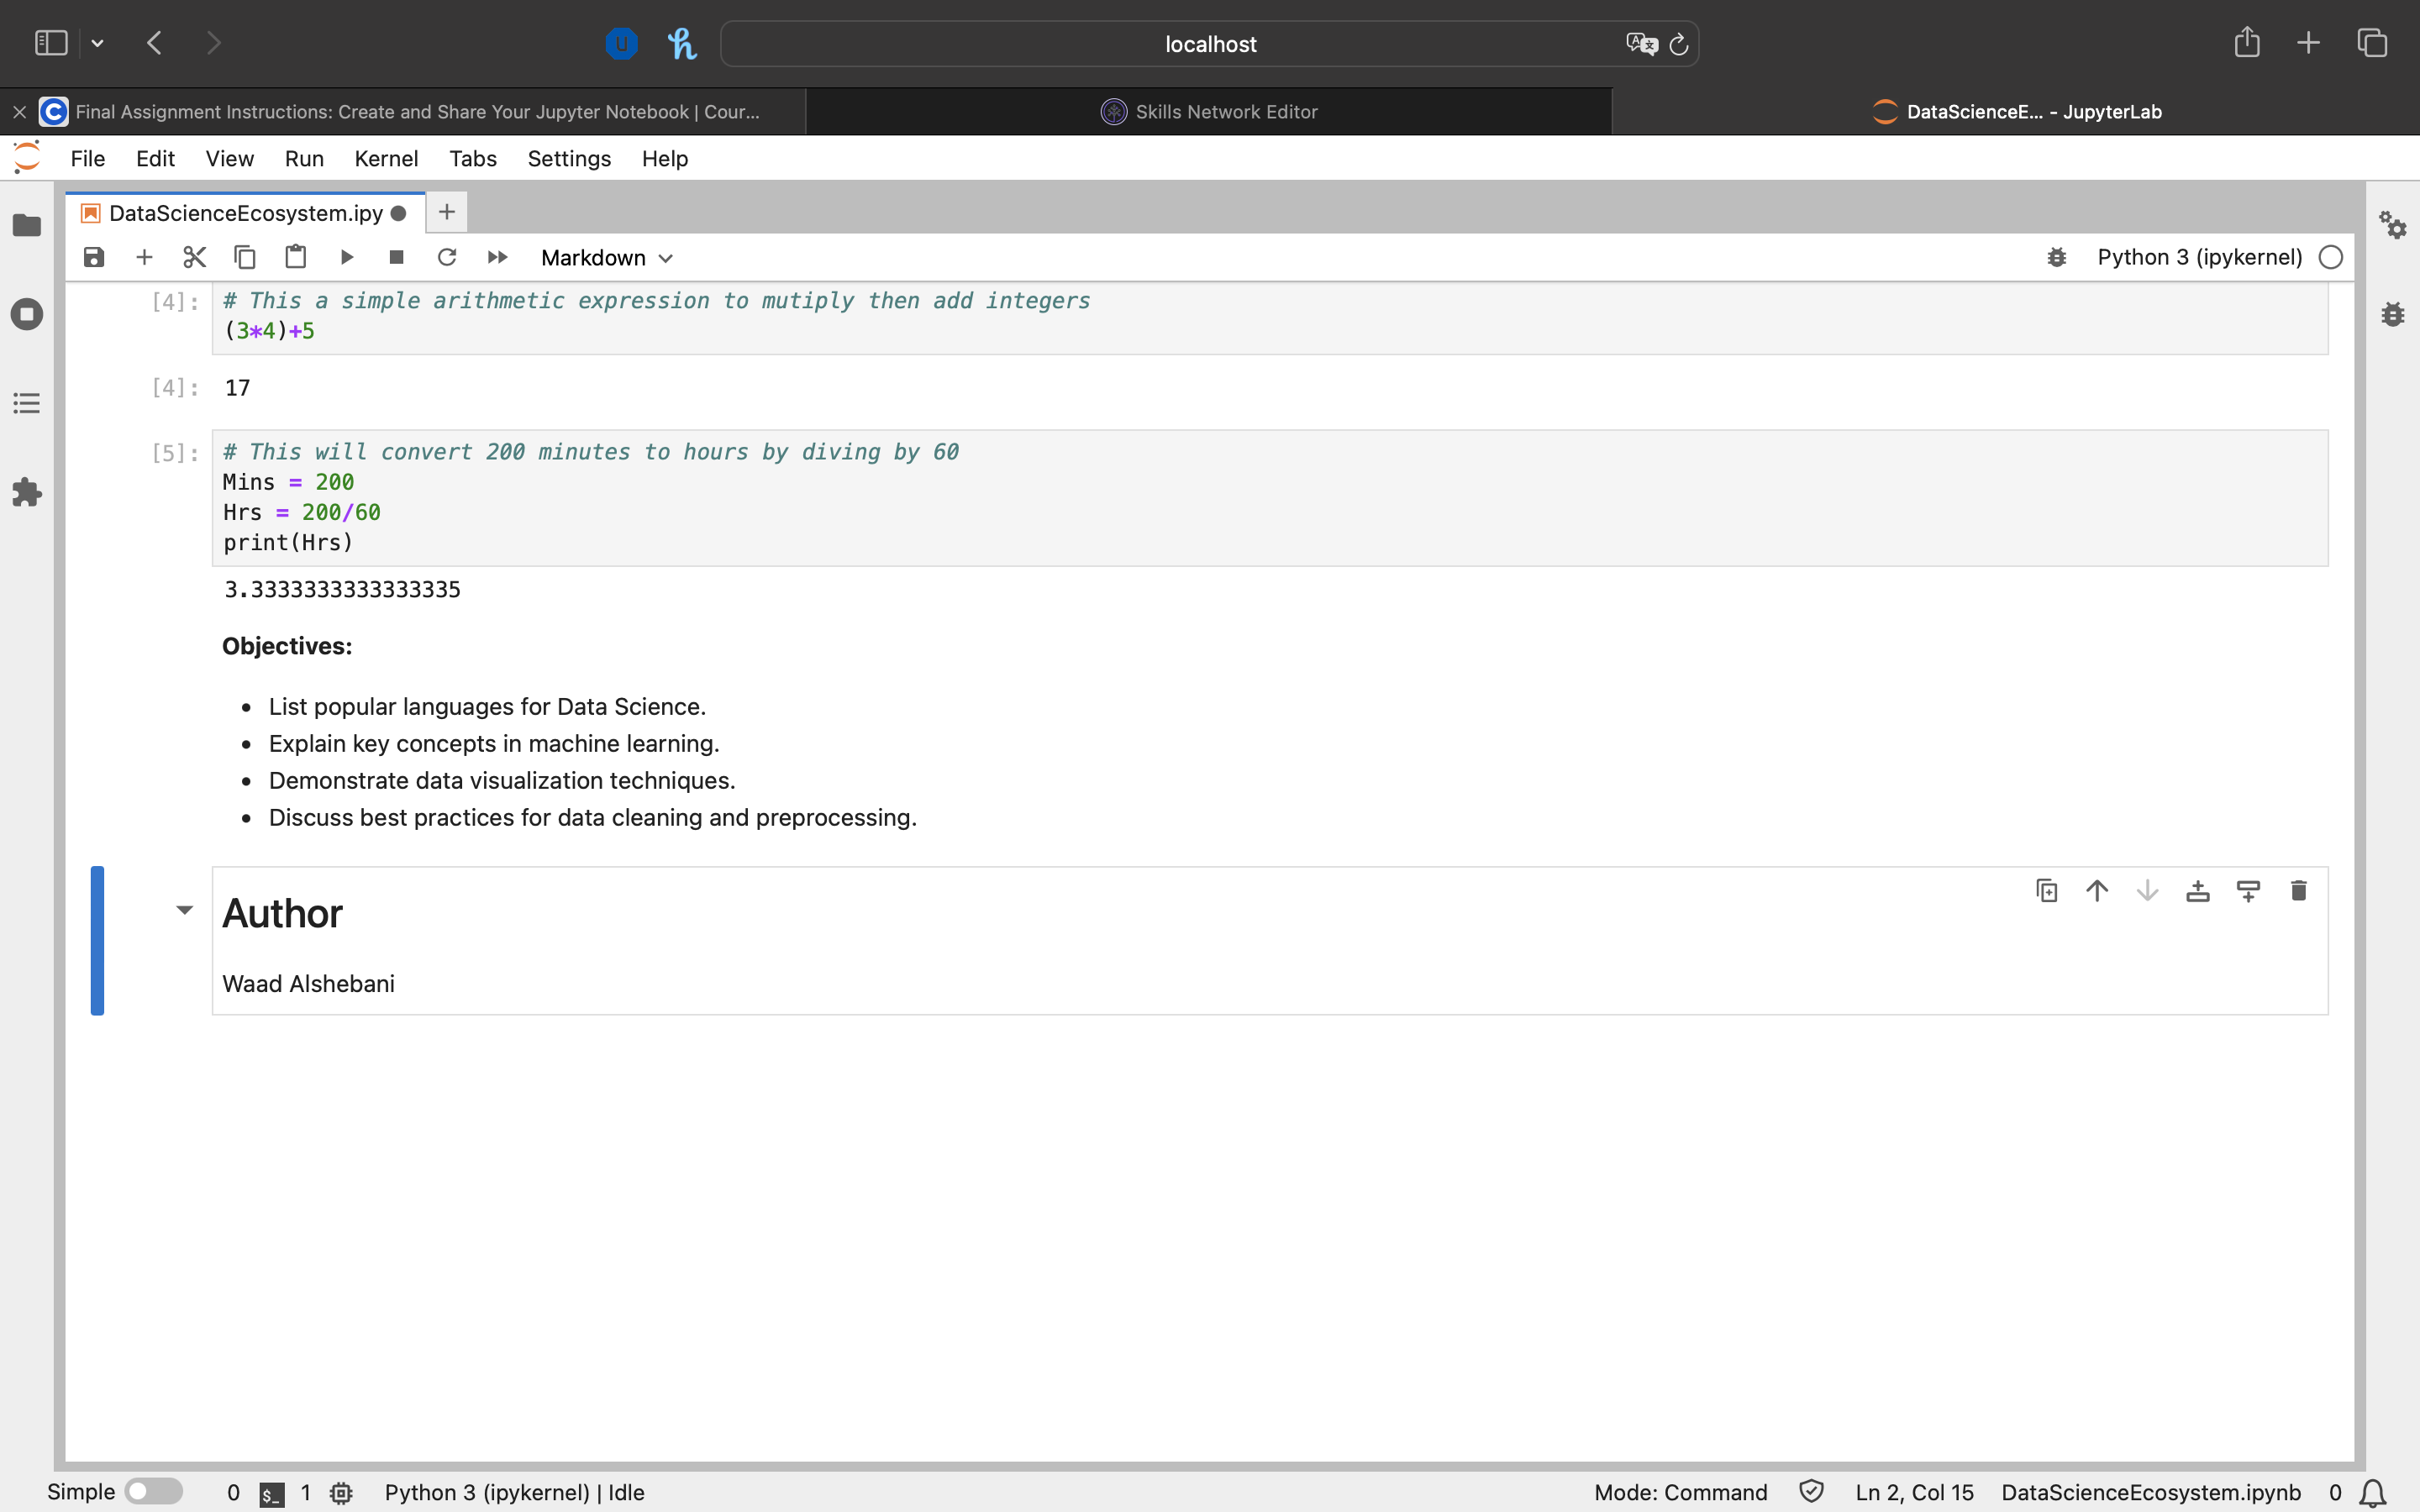 localhost
Final Assignment Instructions: Create and Share Your Jupyter Notebook | Cour...
Skills Network Editor
DataScienceE... - JupyterLab
File Edit View Run Kernel Tabs Settings Help
DataScienceEcosystem.ipy
Markdown
Python 3 (ipykernel)
[4]: # This a simple arithmetic expression to mutiply then add integers
(3*4)+5
[4]: 17
[5]: # This will convert 200 minutes to hours by diving by 60
Mins = 200
Hrs = 200/60
print(Hrs)
3.3333333333333335
Objectives:
• List popular languages for Data Science.
• Explain key concepts in machine learning.
• Demonstrate data visualization techniques.
• Discuss best practices for data cleaning and preprocessing.
Author
Waad Alshebani
Simple 0 $_ 1 Python 3 (ipykernel) | Idle Mode: Command Ln 2, Col 15 DataScienceEcosystem.ipynb 0